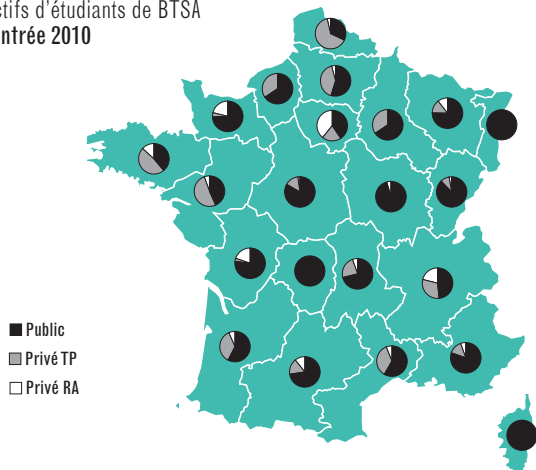 ctifs d'étudiants de BTSA
ntrée 2010
Public
Privé TP
Privé RA